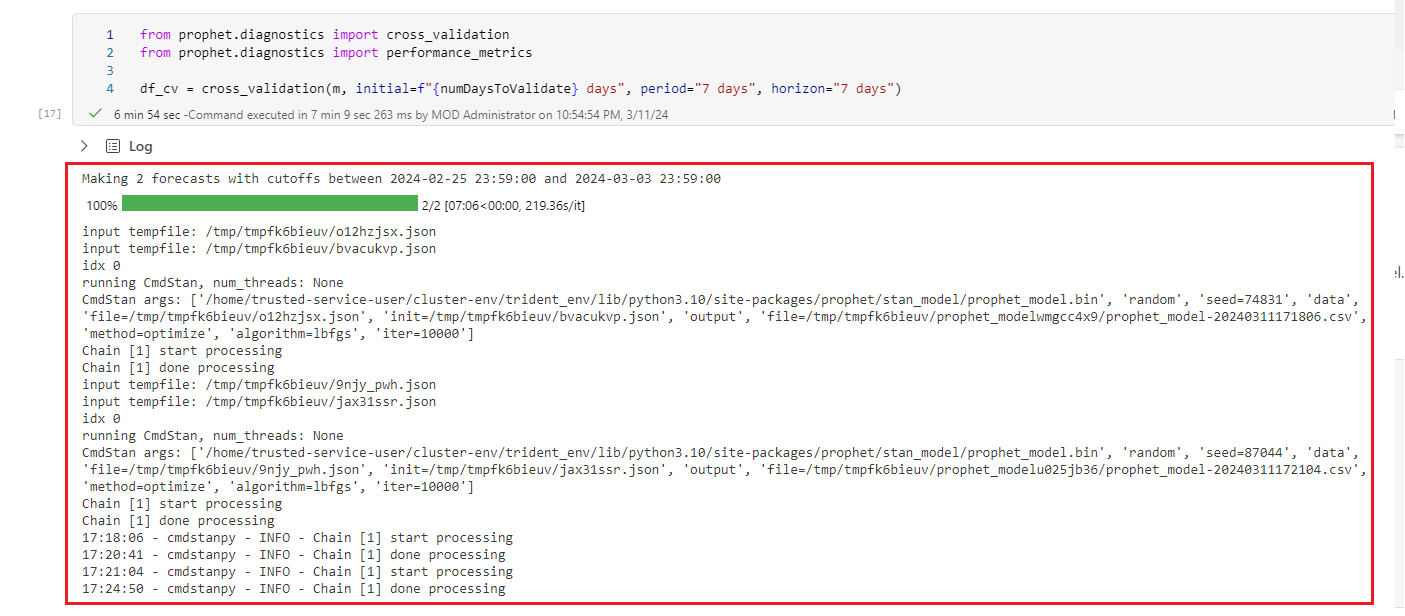 1 from prophet.diagnostics import cross_validation
2 from prophet.diagnostics import performance_metrics
3
4 df_cv = cross_validation(m, initial=f"{numDaysToValidate} days", period="7 days", horizon="7 days")
[17] 6 min 54 sec -Command executed in 7 min 9 sec 263 ms by MOD Administrator on 10:54:54 PM, 3/11/24
Log
Making 2 forecasts with cutoffs between 2024-02-25 23:59:00 and 2024-03-03 23:59:00
100% 2/2 [07:06<00:00, 219.36s/it]
input tempfile: /tmp/tmpfk6bieuv/o12hzjsx.json
input tempfile: /tmp/tmpfk6bieuv/bvacukvp.json
idx 0
running CmdStan, num_threads: None
CmdStan args: ['/home/trusted-service-user/cluster-env/trident_env/lib/python3.10/site-packages/prophet/stan_model/prophet_model.bin', 'random', 'seed=74831', 'data',
'file=/tmp/tmpfk6bieuv/o12hzjsx.json', 'init=/tmp/tmpfk6bieuv/bvacukvp.json', 'output', 'file=/tmp/tmpfk6bieuv/prophet_modelwmgcc4x9/prophet_model-20240311171806.csv',
'method=optimize', 'algorithm=lbfgs', 'iter=10000']
Chain [1] start processing
Chain [1] done processing
input tempfile: /tmp/tmpfk6bieuv/9njy_pwh.json
input tempfile: /tmp/tmpfk6bieuv/jax31ssr.json
idx 0
running CmdStan, num_threads: None
CmdStan args: ['/home/trusted-service-user/cluster-env/trident_env/lib/python3.10/site-packages/prophet/stan_model/prophet_model.bin', 'random', 'seed=87044', 'data',
'file=/tmp/tmpfk6bieuv/9njy_pwh.json', 'init=/tmp/tmpfk6bieuv/jax31ssr.json', 'output', 'file=/tmp/tmpfk6bieuv/prophet_modelu025jb36/prophet_model-20240311172104.csv',
'method=optimize', 'algorithm=lbfgs', 'iter=10000']
Chain [1] start processing
Chain [1] done processing
17:18:06 - cmdstanpy - INFO - Chain [1] start processing
17:20:41 - cmdstanpy - INFO - Chain [1] done processing
17:21:04 - cmdstanpy - INFO - Chain [1] start processing
17:24:50 - cmdstanpy - INFO - Chain [1] done processing